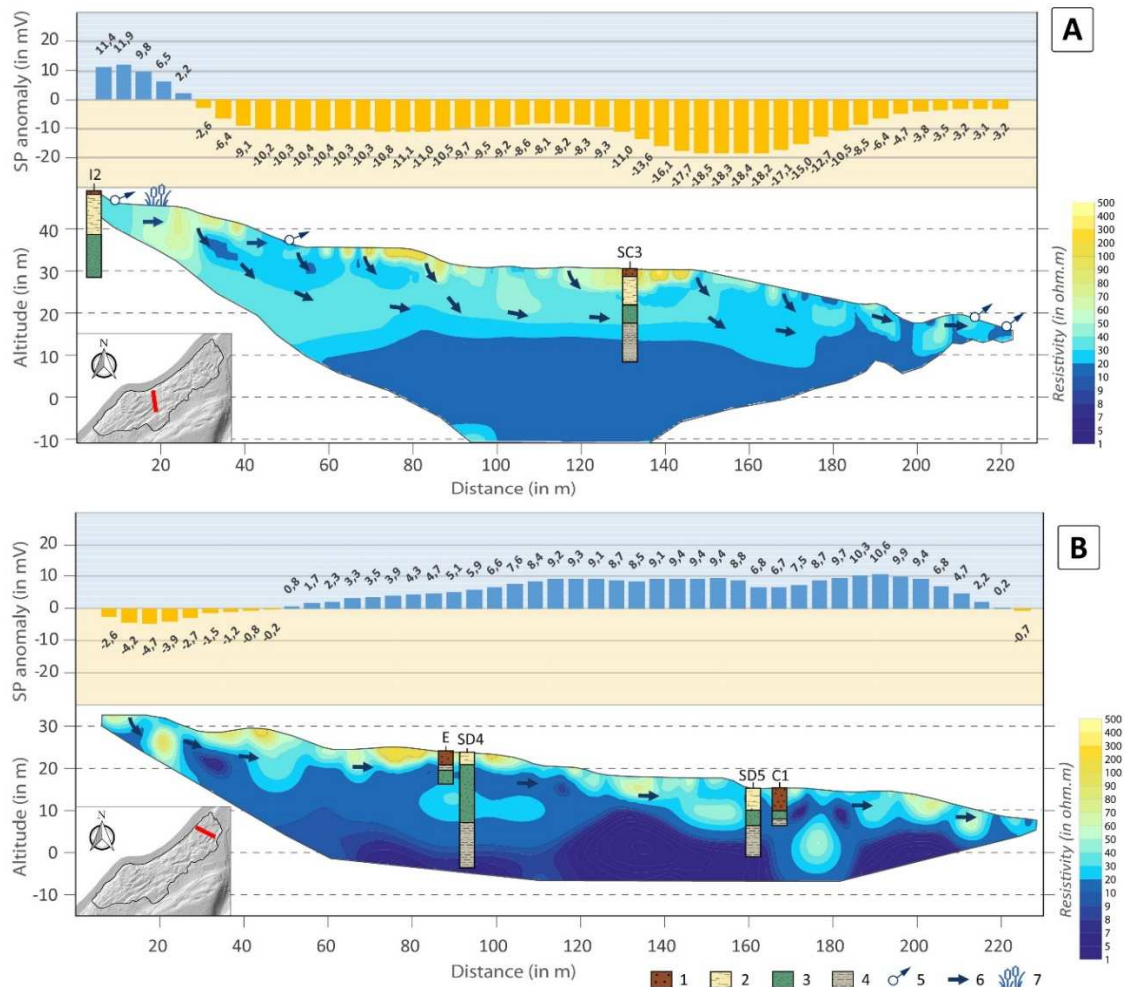 A
SP anomaly (in mV)
20
10
0
-10
-20
11,4 11,9 9,8 6,5 2,2
-2,6 -6,4 -9,1 -10,2 -10,3 -10,4 -10,4 -10,3 -10,3 -10,8 -11,1 -11,0 -10,5 -9,7 -9,5 -9,2 -8,6 -8,1 -8,2 -8,3 -9,3 -11,0 -13,6 -16,1 -17,7 -18,5 -18,3 -18,4 -18,2 -17,1 -15,0 -12,7 -10,5 -8,5 -6,4 -4,7 -3,8 -3,5 -3,2 -3,1 -3,2
I2
SC3
Altitude (in m)
40
30
20
10
0
-10
20 40 60 80 100 120 140 160 180 200 220
Distance (in m)
Resistivity (in ohm.m)
500
400
300
200
100
90
80
70
60
50
40
30
20
10
9
8
7
5
1
B
SP anomaly (in mV)
20
10
0
-10
-20
-2,6 -4,2 -4,7 -3,9 -2,7 -1,5 -1,2 -0,8 -0,2
0,8 1,7 2,3 3,3 3,5 3,9 4,3 4,7 5,1 5,9 6,6 7,6 8,4 9,2 9,3 9,1 8,7 8,5 9,1 9,4 9,4 9,4 8,8 6,8 6,7 7,5 8,7 9,7 10,3 10,6 9,9 9,4 6,8 4,7 2,2 0,2
-0,7
E
SD4
SD5
C1
Altitude (in m)
30
20
10
0
-10
20 40 60 80 100 120 140 160 180 200 220
Distance (in m)
Resistivity (in ohm.m)
500
400
300
200
100
90
80
70
60
50
40
30
20
10
9
8
7
5
1
1 2 3 4 5 6 7